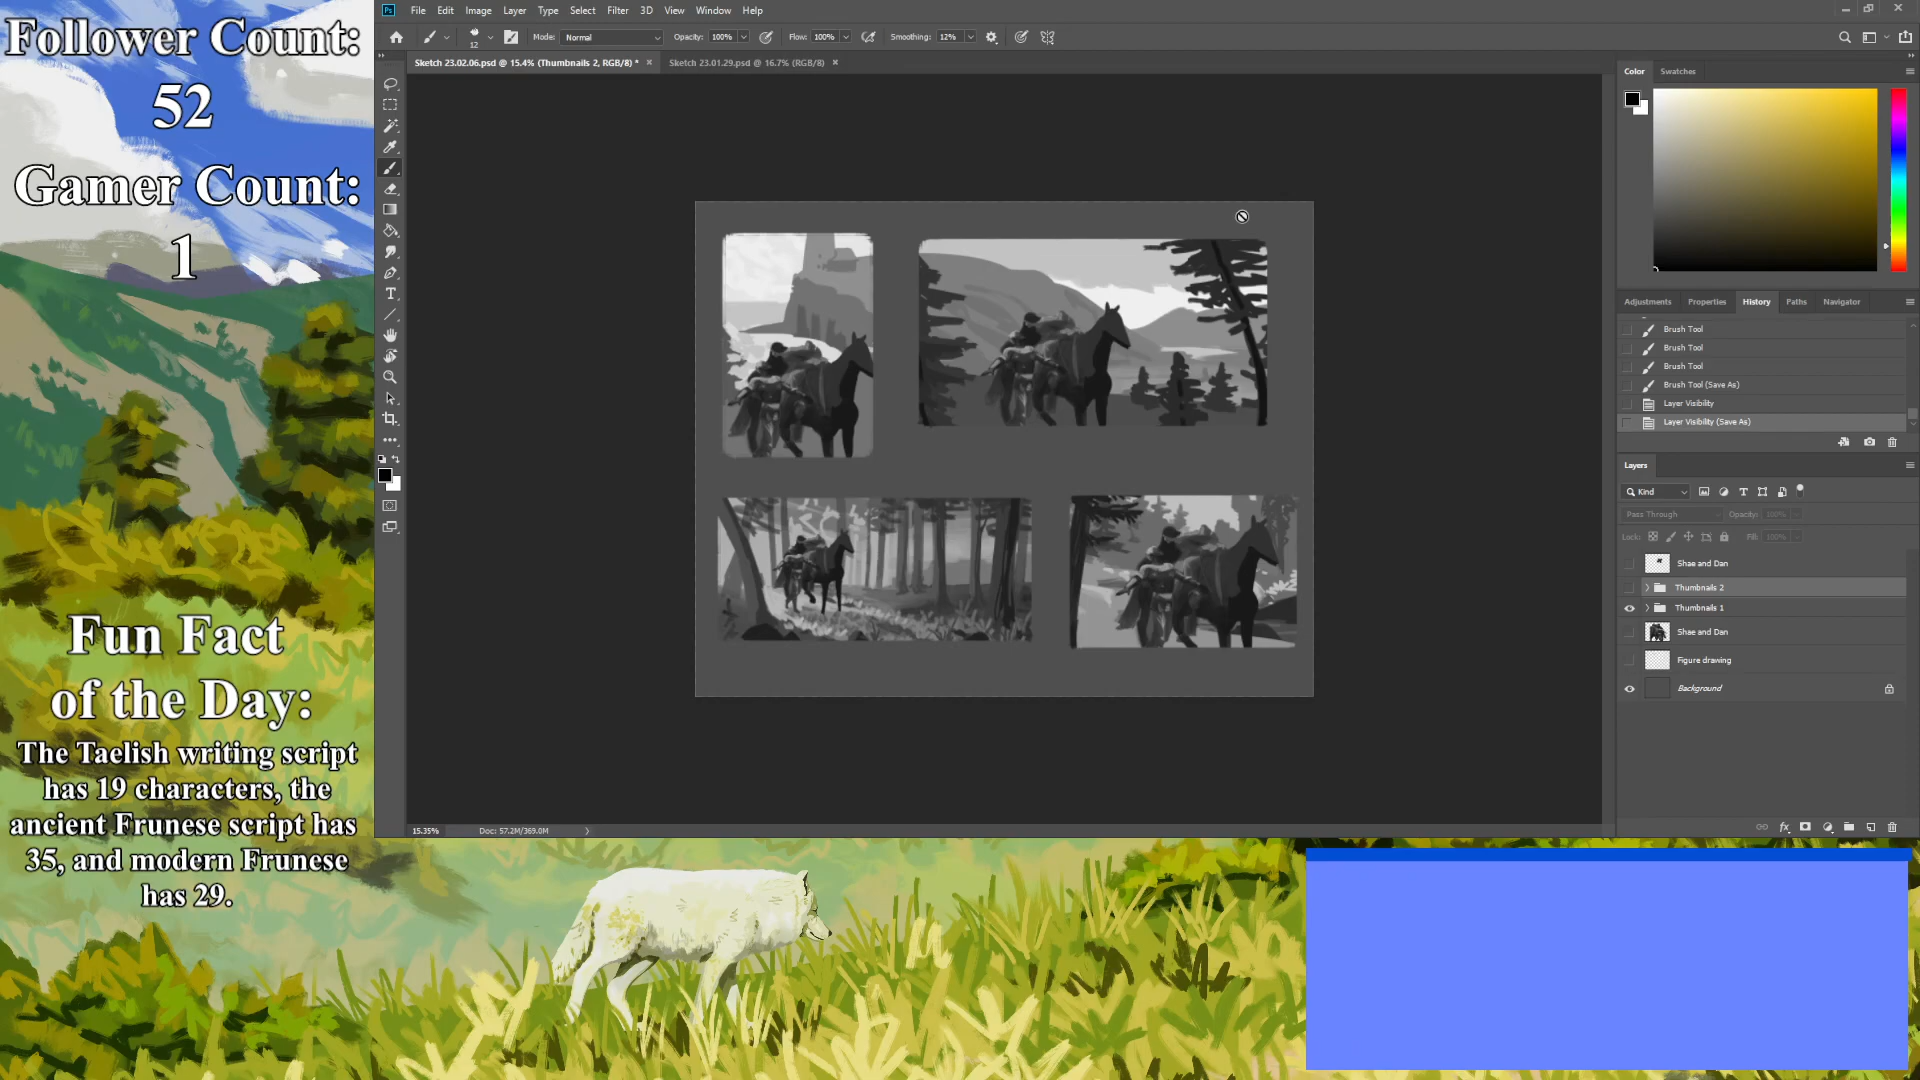 Follower Count:
52
Gamer Count:
1
Fun Fact
of the Day:
The Taelish writing script
has 19 characters, the
ancient Frunese script has
35, and modern Frunese
has 29.
Ps File Edit Image Layer Type Select Filter 3D View Window Help
12 Mode: Normal Opacity: 100% Flow: 100% Smoothing: 12%
Sketch 23.02.06.psd @ 15.4% (Thumbnails 2, RGB/8) * × Sketch 23.01.29.psd @ 16.7% (RGB/8) ×
15.35% Doc: 57.2M/369.0M
Color Swatches
Adjustments Properties History Paths Navigator
Brush Tool
Brush Tool
Brush Tool
Brush Tool (Save As)
Layer Visibility
Layer Visibility (Save As)
Layers
Kind
Pass Through Opacity: 100%
Lock: Fill: 100%
Shae and Dan
Thumbnails 2
Thumbnails 1
Shae and Dan
Figure drawing
Background